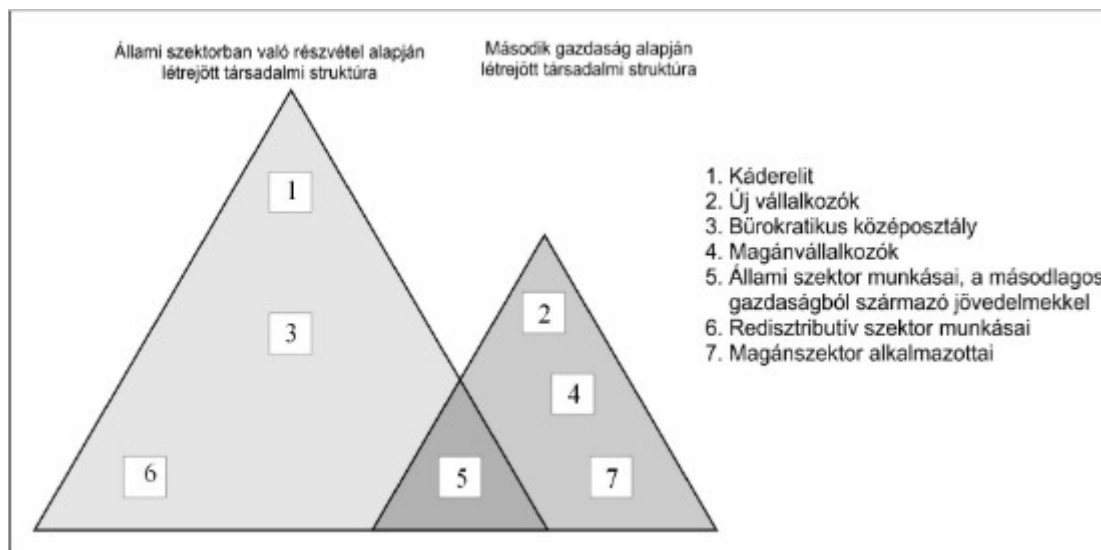 Állami szektorban való részvétel alapján
létrejött társadalmi struktúra
Második gazdaság alapján
létrejött társadalmi struktúra
1
3
6
2
4
5
7
1. Káderelit
2. Új vállalkozók
3. Bürokratikus középosztály
4. Magánvállalkozók
5. Állami szektor munkásai, a másodlagos
gazdaságból származó jövedelmekkel
6. Redisztributív szektor munkásai
7. Magánszektor alkalmazottai